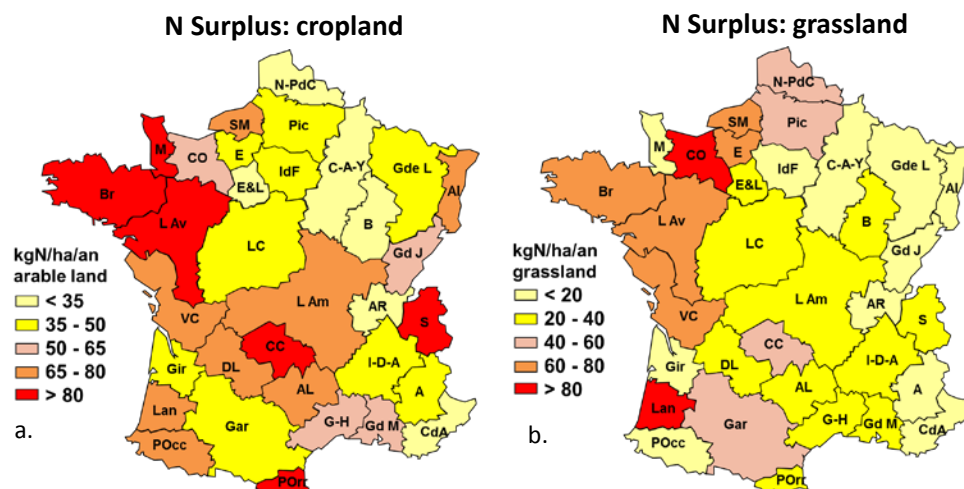 N Surplus: cropland
N-PdC
SM
Pic
M
CO
E
IdF
C-A-Y
Gde L
Al
E&L
Br
L Av
B
LC
Gd J
kgN/ha/an
arable land
< 35
35 - 50
50 - 65
65 - 80
> 80
L Am
AR
S
VC
CC
DL
I-D-A
Gir
AL
A
Lan
Gar
G-H
Gd M
CdA
POcc
POrr
a.
N Surplus: grassland
N-PdC
SM
Pic
M
CO
E
IdF
C-A-Y
Gde L
Al
E&L
Br
L Av
B
LC
Gd J
kgN/ha/an
grassland
< 20
20 - 40
40 - 60
60 - 80
> 80
L Am
AR
S
VC
CC
DL
I-D-A
Gir
AL
A
Lan
Gar
G-H
Gd M
CdA
POcc
POrr
b.